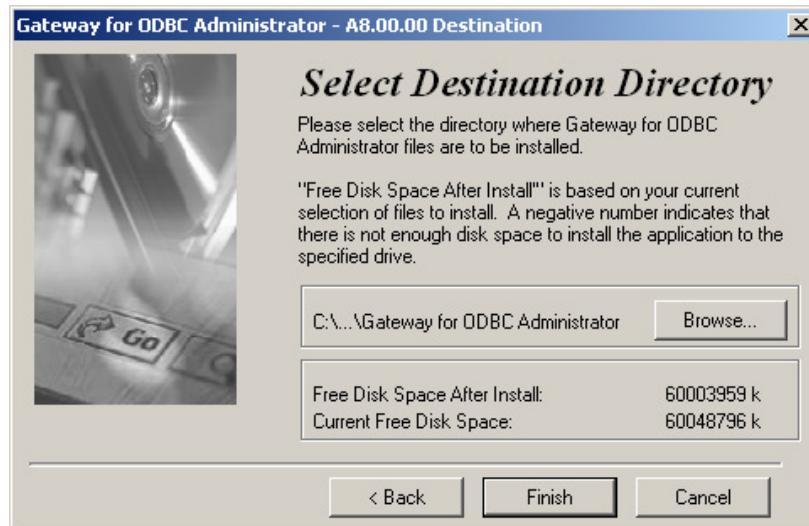 Gateway for ODBC Administrator - A8.00.00 Destination
Select Destination Directory
Please select the directory where Gateway for ODBC
Administrator files are to be installed.
"Free Disk Space After Install'" is based on your current
selection of files to install. A negative number indicates that
there is not enough disk space to install the application to the
specified drive.
C:\...\Gateway for ODBC Administrator Browse...
Free Disk Space After Install: 60003959 k
Current Free Disk Space: 60048796 k
Go
< Back Finish Cancel